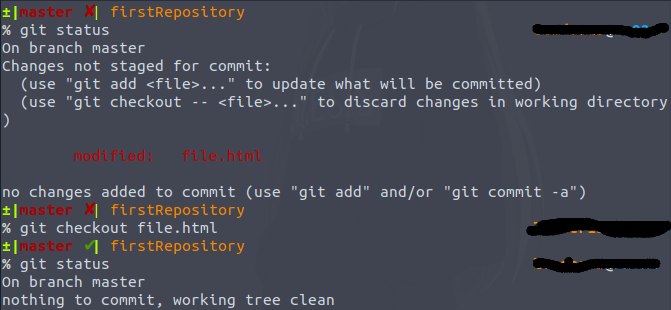 ±|master ✘| firstRepository
% git status
On branch master
Changes not staged for commit:
  (use "git add <file>..." to update what will be committed)
  (use "git checkout -- <file>..." to discard changes in working directory
)
        modified:   file.html
no changes added to commit (use "git add" and/or "git commit -a")
±|master ✘| firstRepository
% git checkout file.html
±|master ✔| firstRepository
% git status
On branch master
nothing to commit, working tree clean